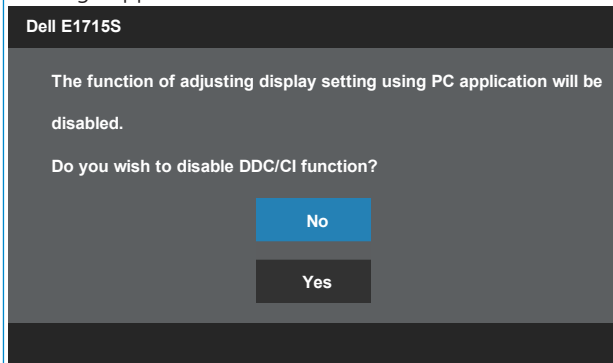 Dell E1715S
The function of adjusting display setting using PC application will be
disabled.
Do you wish to disable DDC/CI function?
No
Yes